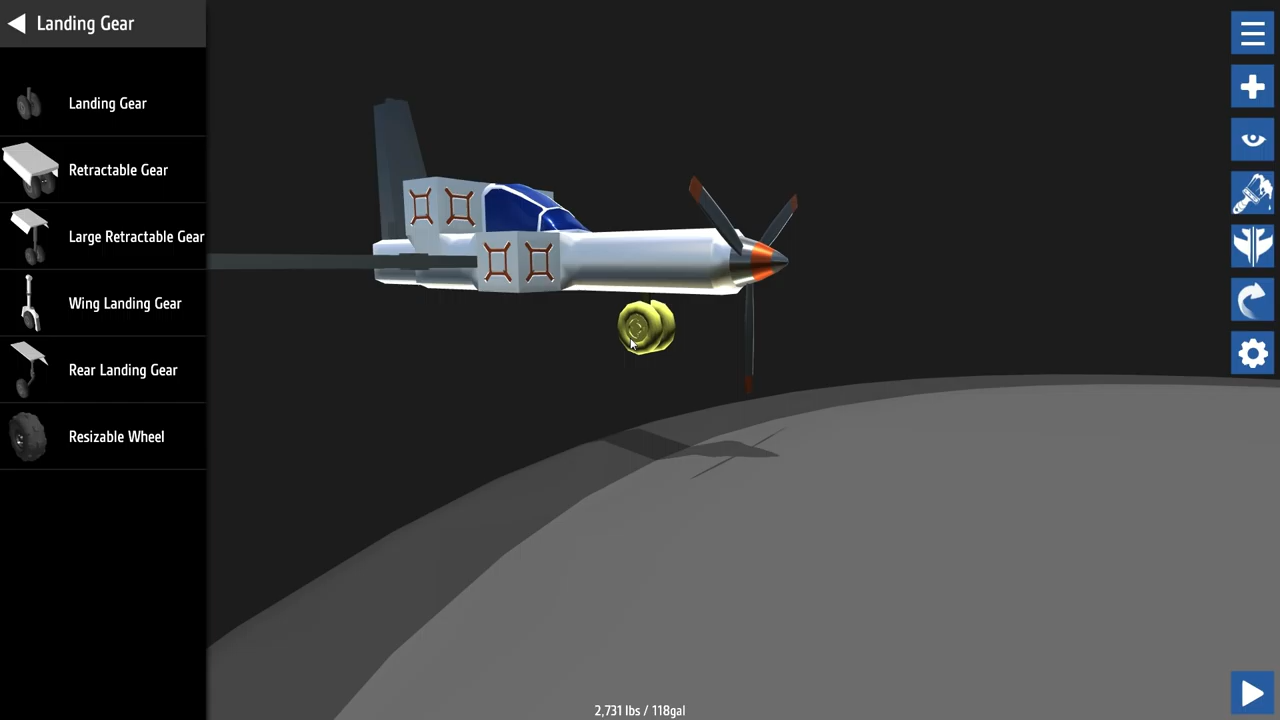 Landing Gear
Landing Gear
Retractable Gear
Large Retractable Gear
Wing Landing Gear
Rear Landing Gear
Resizable Wheel
2,731 lbs / 118gal